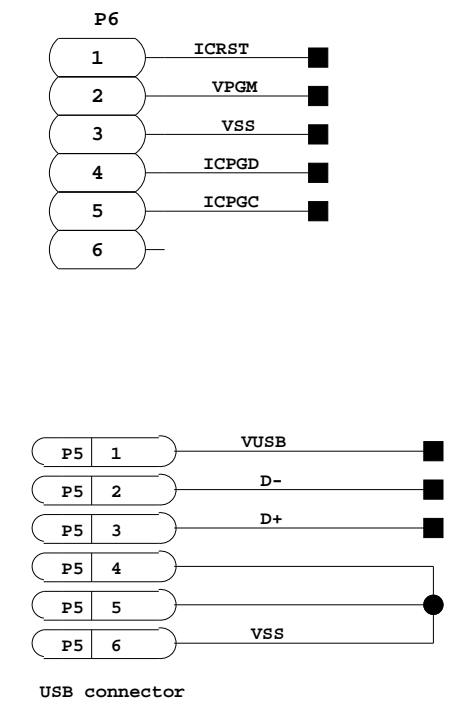 P6
1 ICRST
2 VPGM
3 VSS
4 ICPGD
5 ICPGC
6
P5 1 VUSB
P5 2 D-
P5 3 D+
P5 4
P5 5
P5 6 VSS
USB connector